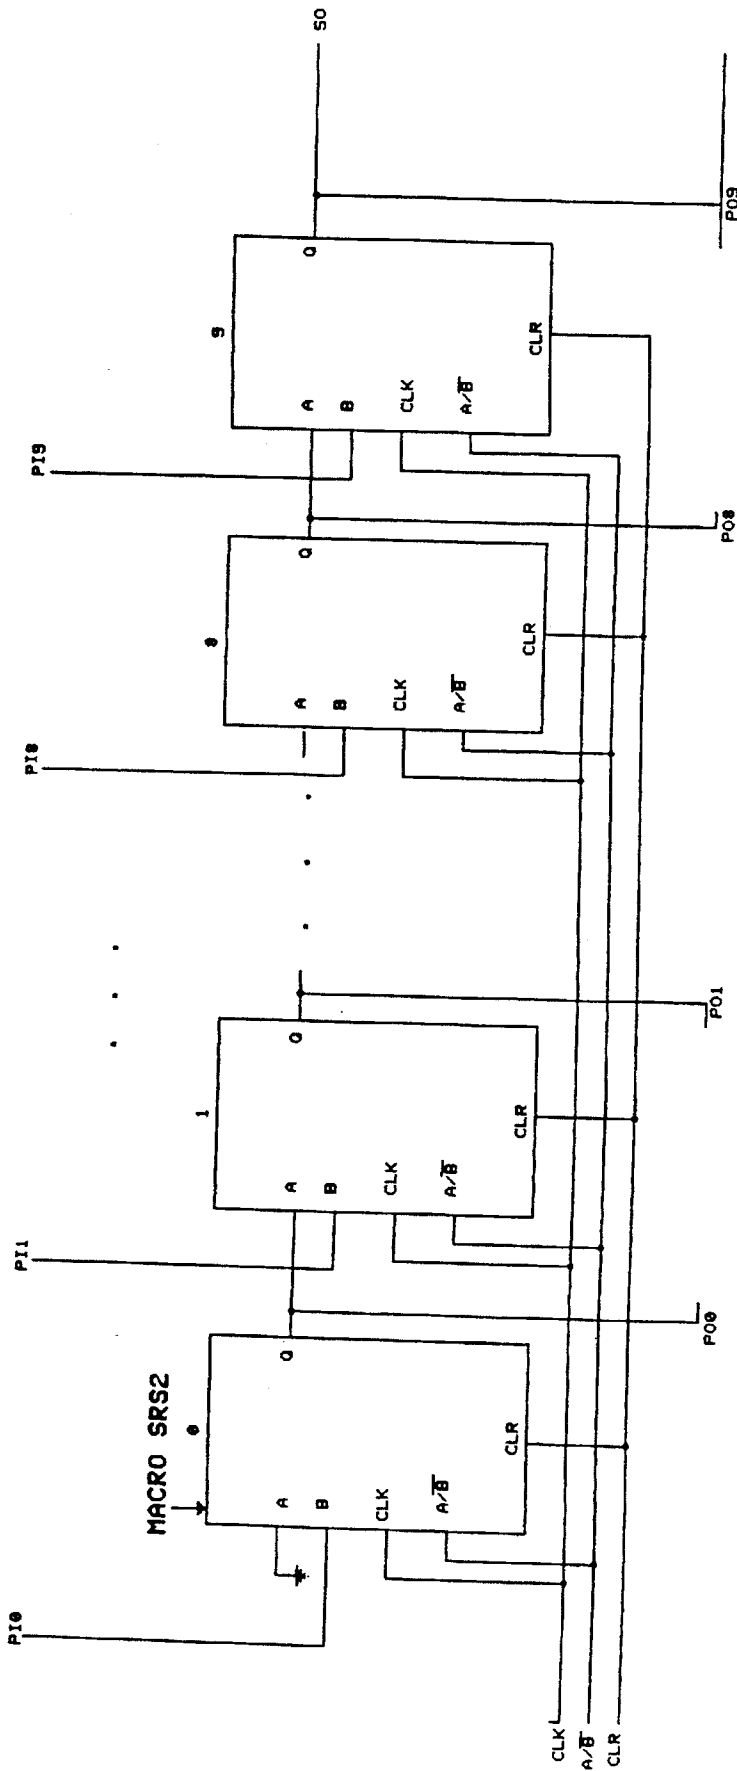 MACRO SRS2
PI0
PI1
PI8
PI9
0
A
B
CLK
A/B̅
CLR
Q
1
A
B
CLK
A/B̅
CLR
Q
8
A
B
CLK
A/B̅
CLR
Q
9
A
B
CLK
A/B̅
CLR
Q
SO
PO0
PO1
PO8
PO9
CLK
A/B̅
CLR